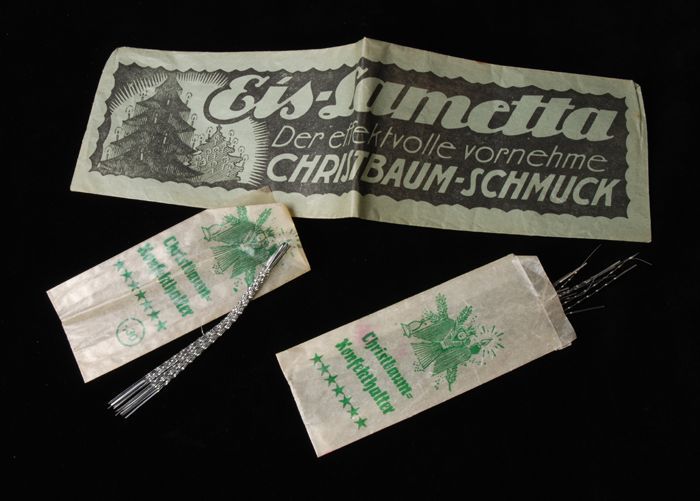 Eis-Lametta
Der effektvolle vornehme
CHRISTBAUM-SCHMUCK
Christbaum-
Konfekthalter
Christbaum-
Konfekthalter